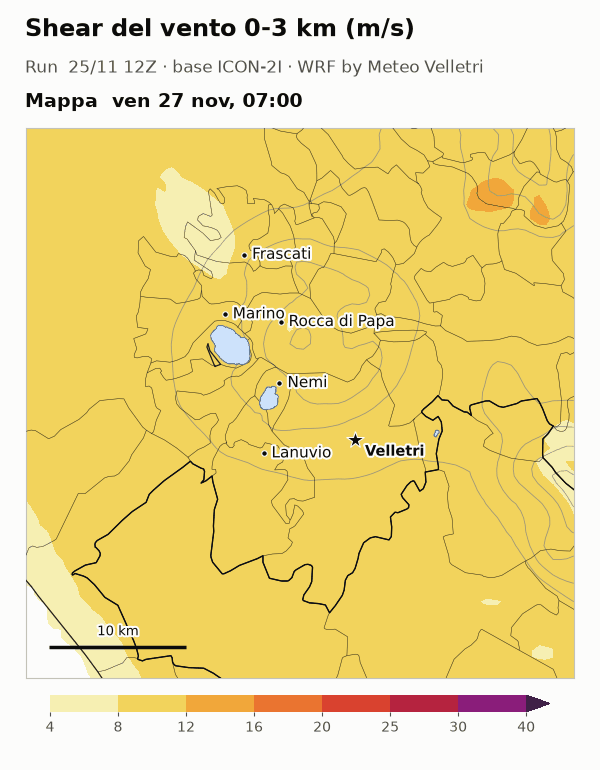 Shear del vento 0-3 km (m/s)
Run  25/11 12Z · base ICON-2I · WRF by Meteo Velletri
Mappa  ven 27 nov, 07:00
Frascati
Marino
Rocca di Papa
Nemi
Velletri
Lanuvio
10 km
4 8 12 16 20 25 30 40